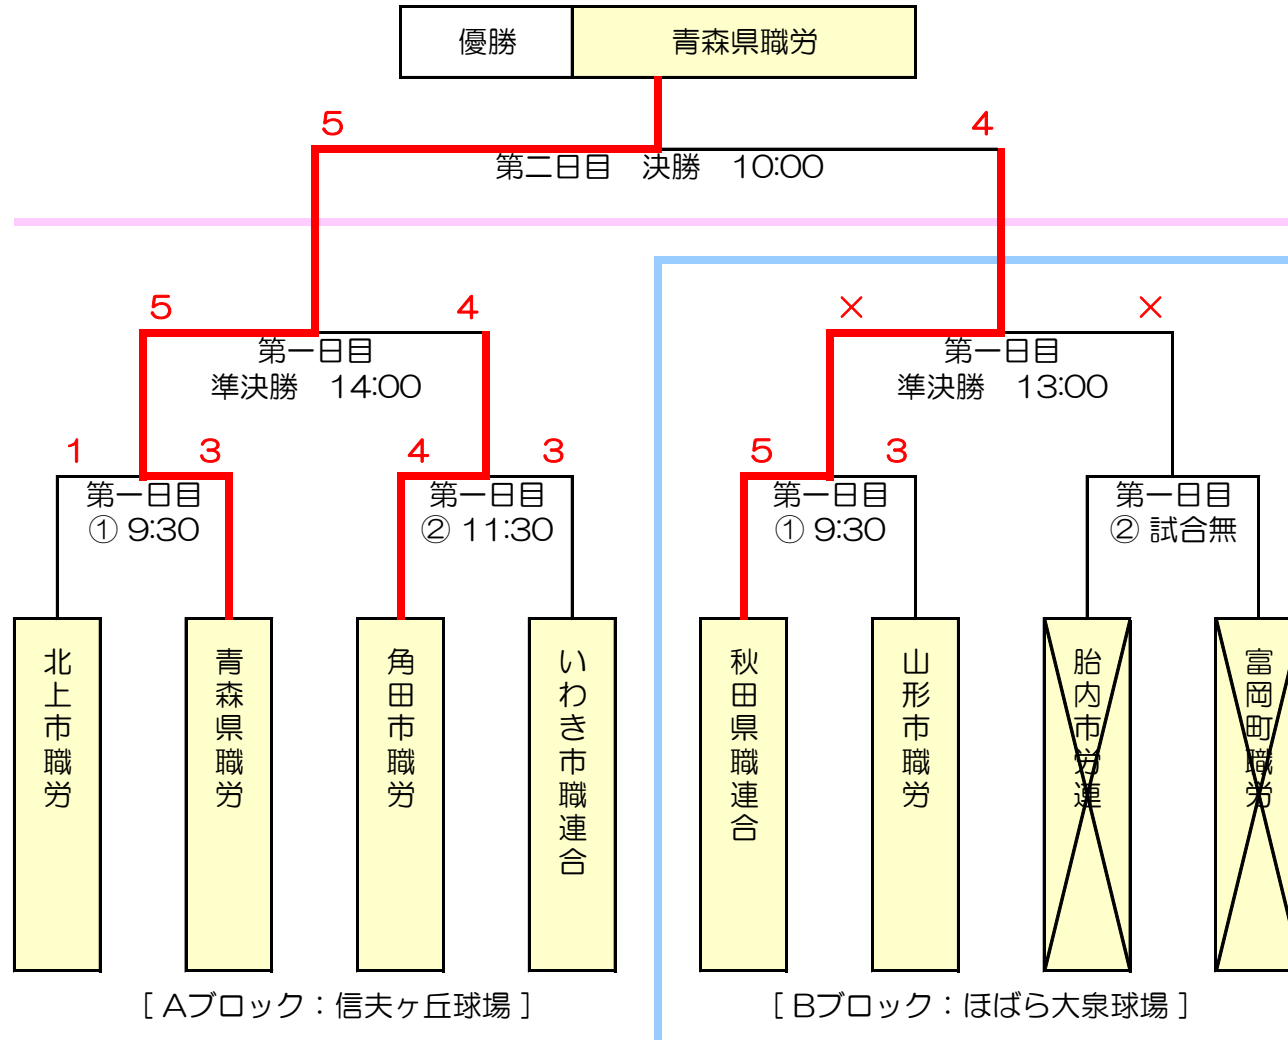 優勝 青森県職労
5 4
第二日目 決勝 10:00
5 4 × ×
第一日目
準決勝 14:00
第一日目
準決勝 13:00
1 3 4 3 5 3
第一日目
① 9:30
第一日目
② 11:30
第一日目
① 9:30
第一日目
② 試合無
北上市職労
青森県職労
角田市職労
いわき市職連合
秋田県職連合
山形市職労
胎内市労連
富岡町職労
[ Aブロック：信夫ヶ丘球場 ]
[ Bブロック：ほばら大泉球場 ]